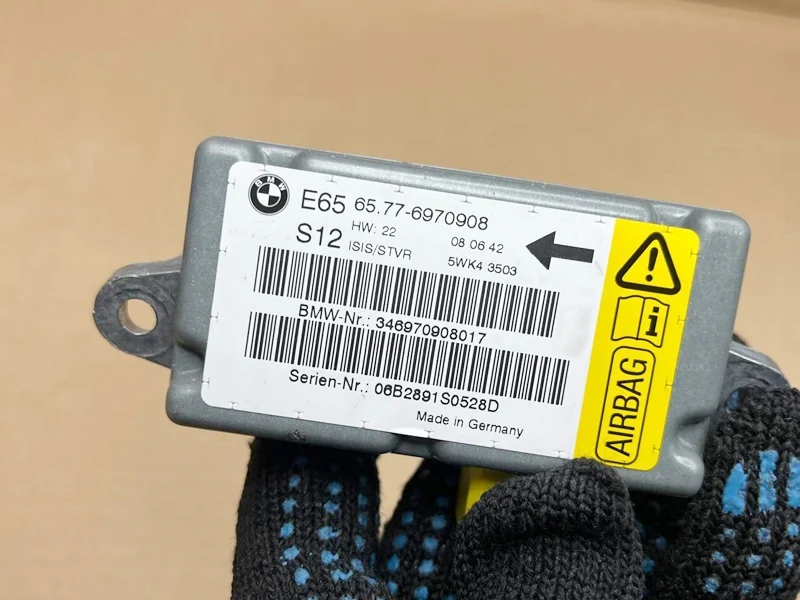 BMW
E65 65.77-6970908
S12 HW: 22 08 06 42
ISIS/STVR 5WK4 3503
BMW-Nr.: 346970908017
Serien-Nr.: 06B2891S0528D
Made in Germany
i
AIRBAG